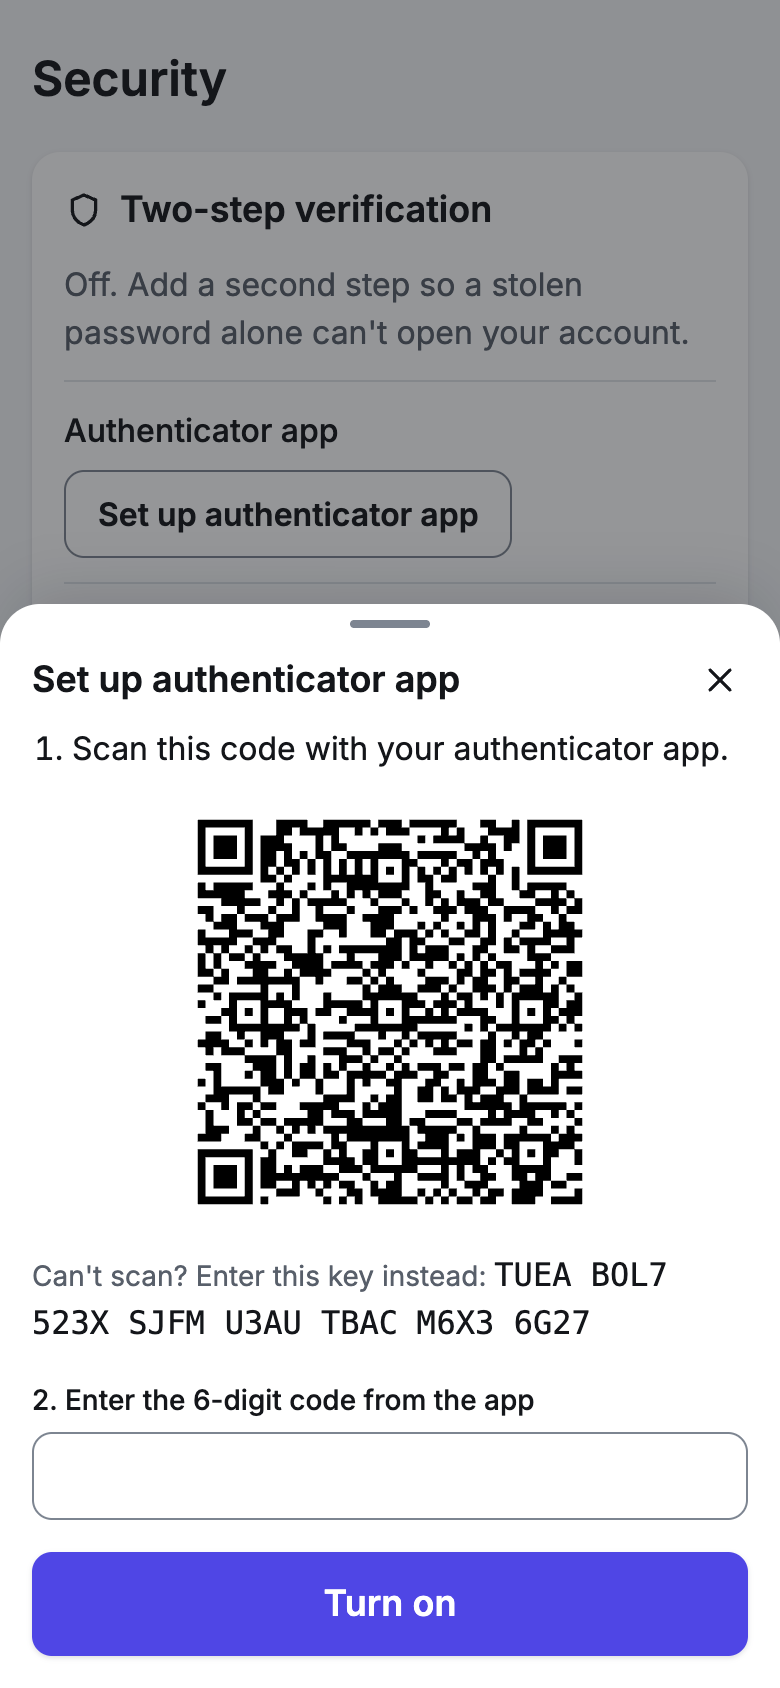 Security
Two-step verification
Off. Add a second step so a stolen
password alone can't open your account.
Authenticator app
Set up authenticator app
Set up authenticator app
1. Scan this code with your authenticator app.
Can't scan? Enter this key instead: TUEA BOL7
523X SJFM U3AU TBAC M6X3 6G27
2. Enter the 6-digit code from the app
Turn on